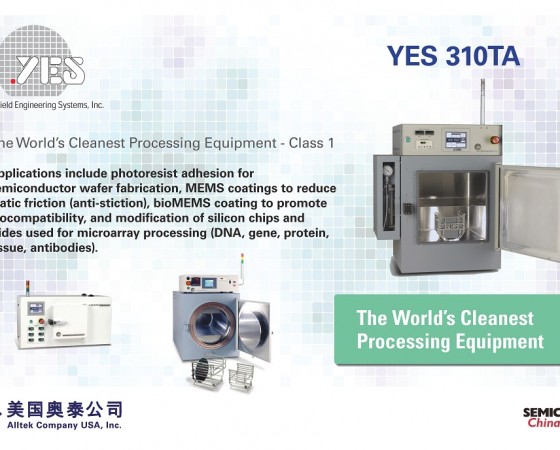 YES 310TA
.YES
ield Engineering Systems, Inc.
he World's Cleanest Processing Equipment - Class 1
pplications include photoresist adhesion for
emiconductor wafer fabrication, MEMS coatings to reduce
atic friction (anti-stiction), bioMEMS coating to promote
ocompatibility, and modification of silicon chips and
ides used for microarray processing (DNA, gene, protein,
ssue, antibodies).
The World's Cleanest
Processing Equipment
美国奥泰公司
Alltek Company USA, Inc.
SEMIC
China